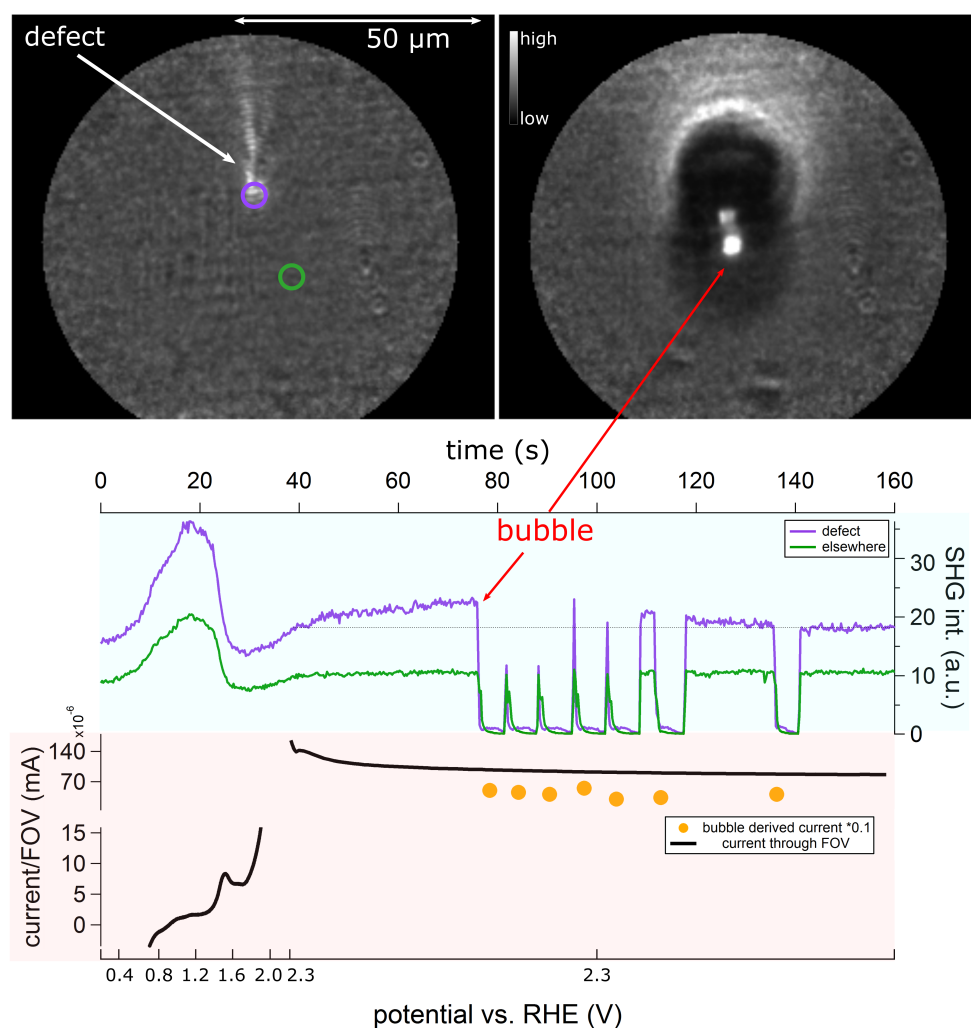 defect
50 µm
high
low
time (s)
0 20 40 60 80 100 120 140 160
bubble
defect
elsewhere
30
20
10
0
SHG int. (a.u.)
x10⁻⁶
140
70
15
10
5
0
current/FOV (mA)
bubble derived current *0.1
current through FOV
0.4 0.8 1.2 1.6 2.0 2.3 2.3
potential vs. RHE (V)